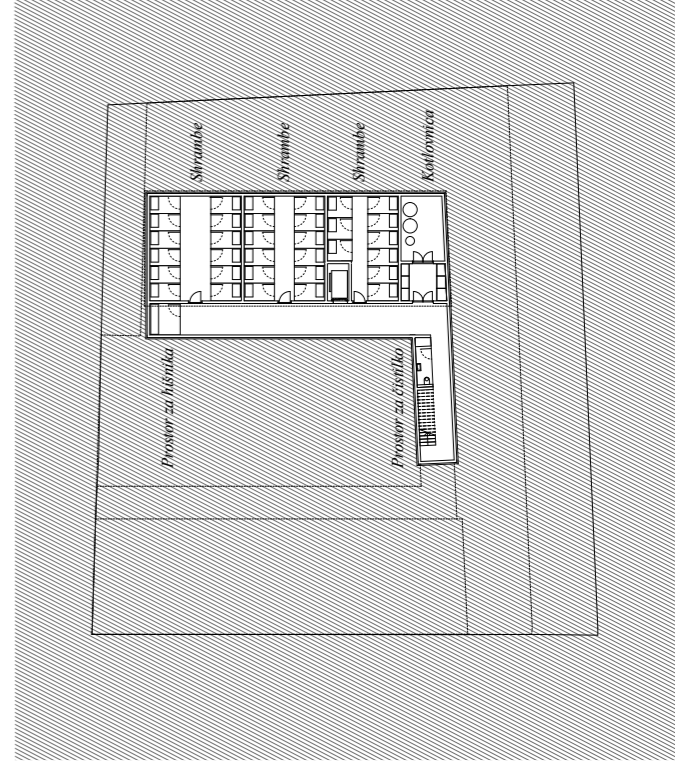 Shrambe
Shrambe
Shrambe
Kotlovnica
Prostor za hišnika
Prostor za čistilko